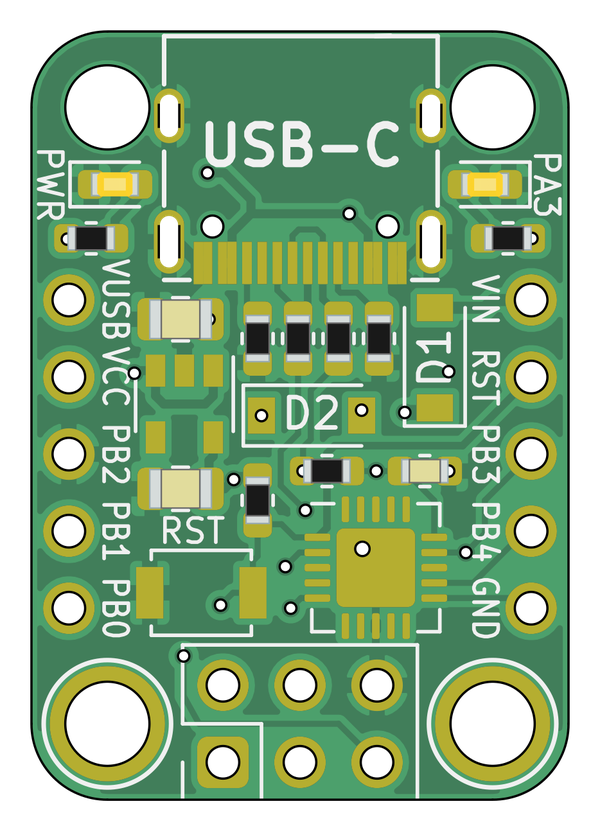 USB-C
PWR
PA3
VUSB
VCC
PB2
PB1
PB0
VIN
RST
PB3
PB4
GND
D1
D2
RST